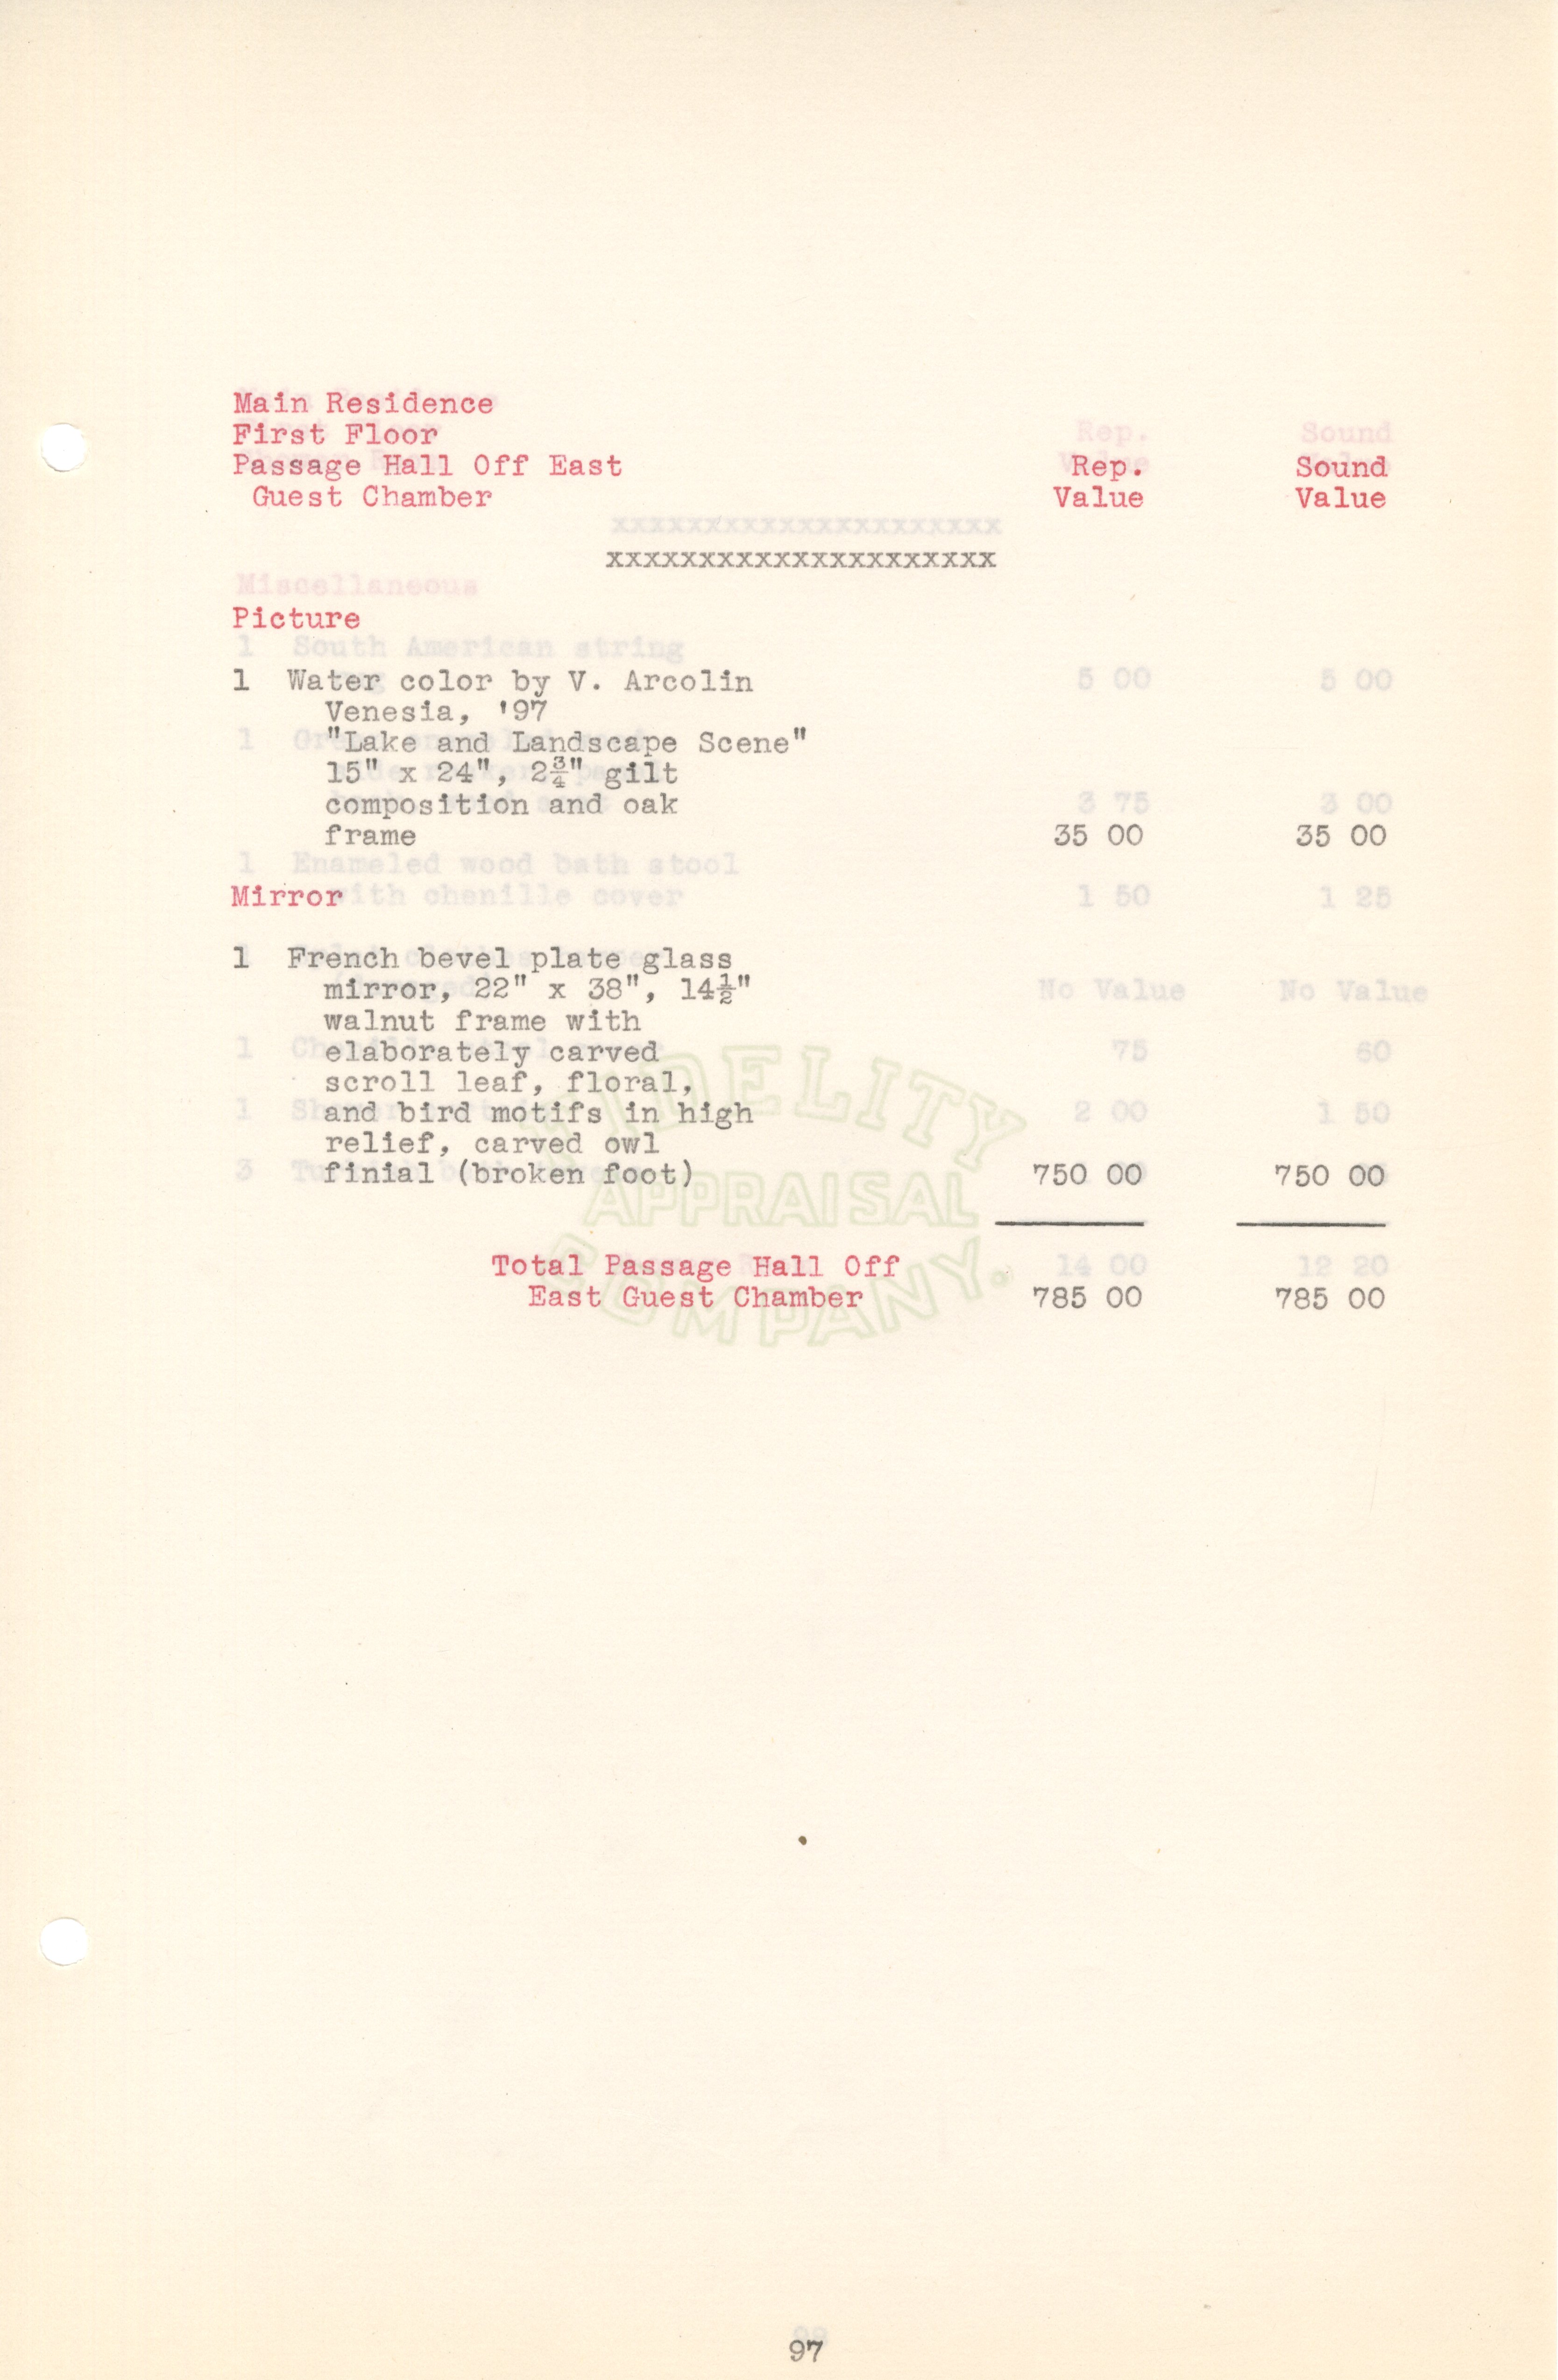 Main Residence
First Floor
Passage Hall Off East Rep. Sound
Guest Chamber Value Value
xxxxxxxxxxxxxxxxxxxxx
Picture
1 Water color by V. Arcolin
Venesia, '97
"Lake and Landscape Scene"
15" x 24", 2¾" gilt
composition and oak
frame 35 00 35 00
Mirror
1 French bevel plate glass
mirror, 22" x 38", 14½"
walnut frame with
elaborately carved
scroll leaf, floral,
and bird motifs in high
relief, carved owl
finial (broken foot) 750 00 750 00
Total Passage Hall Off
East Guest Chamber 785 00 785 00
FIDELITY
APPRAISAL
COMPANY.
97